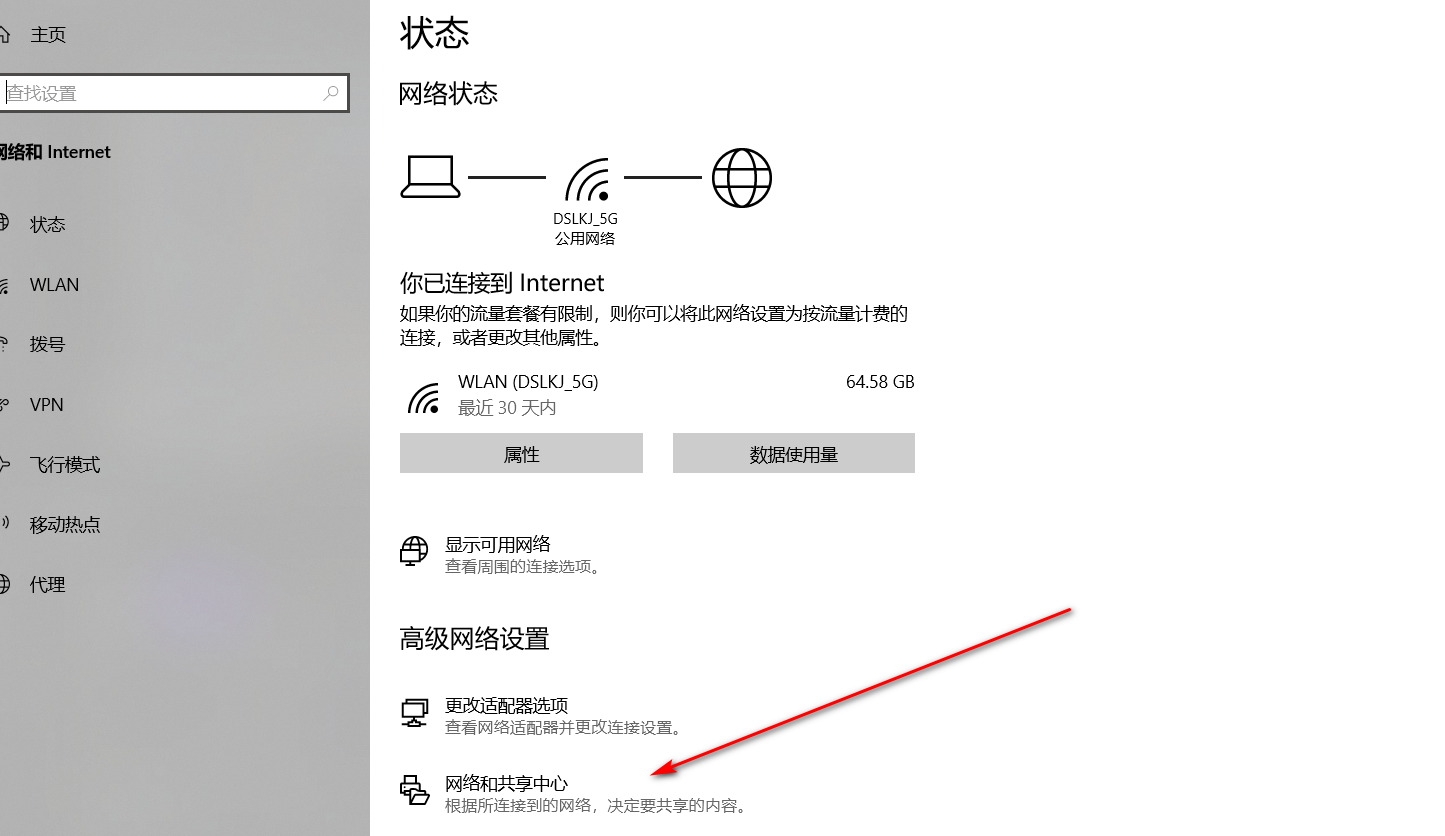 主页
查找设置
网络和 Internet
状态
WLAN
拨号
VPN
飞行模式
移动热点
代理
状态
网络状态
DSLKJ_5G
公用网络
你已连接到 Internet
如果你的流量套餐有限制，则你可以将此网络设置为按流量计费的
连接，或者更改其他属性。
WLAN (DSLKJ_5G) 64.58 GB
最近 30 天内
属性 数据使用量
显示可用网络
查看周围的连接选项。
高级网络设置
更改适配器选项
查看网络适配器并更改连接设置。
网络和共享中心
根据所连接到的网络，决定要共享的内容。